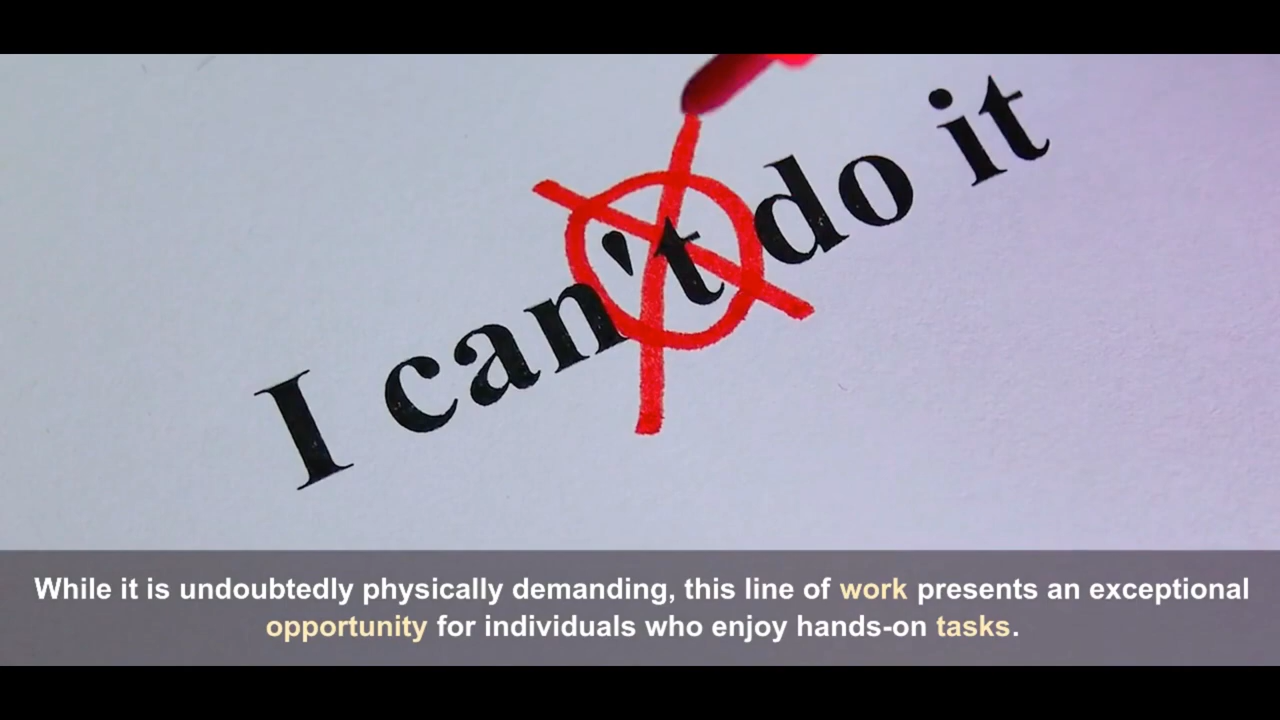 I can't do it
While it is undoubtedly physically demanding, this line of work presents an exceptional
opportunity for individuals who enjoy hands-on tasks.